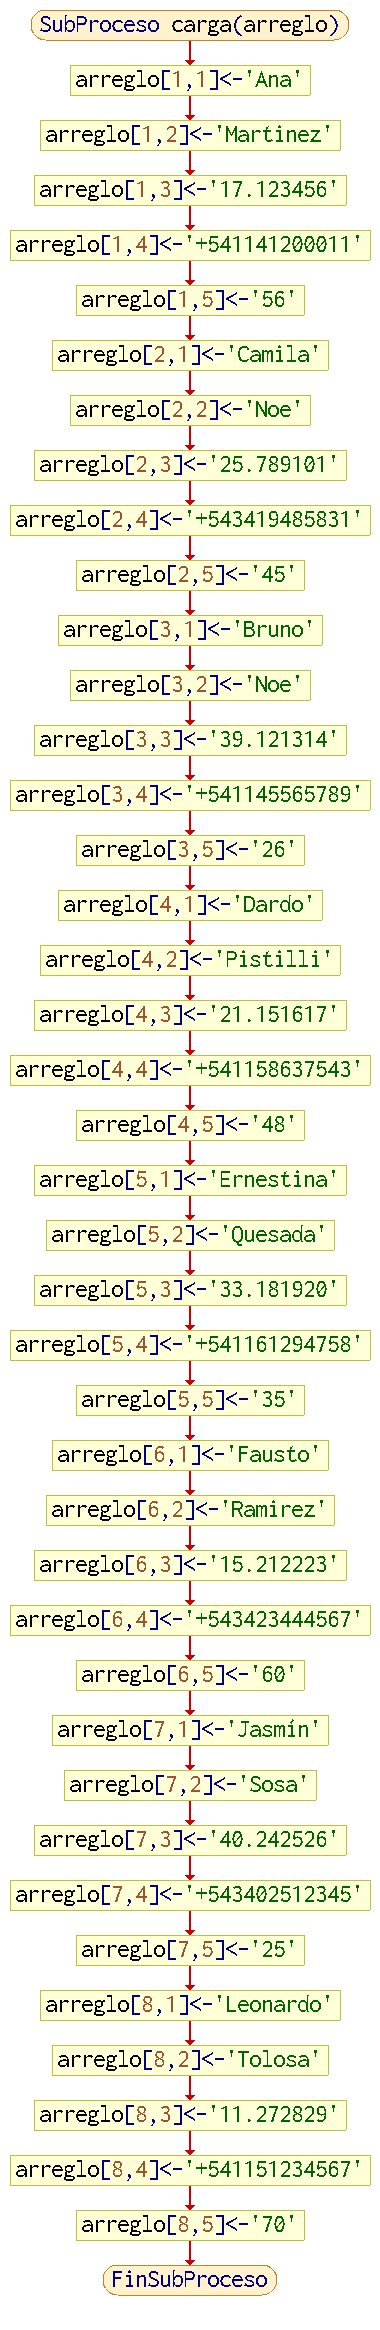 SubProceso carga(arreglo)
arreglo[1,1]<-'Ana'
arreglo[1,2]<-'Martinez'
arreglo[1,3]<-'17.123456'
arreglo[1,4]<-'+541141200011'
arreglo[1,5]<-'56'
arreglo[2,1]<-'Camila'
arreglo[2,2]<-'Noe'
arreglo[2,3]<-'25.789101'
arreglo[2,4]<-'+543419485831'
arreglo[2,5]<-'45'
arreglo[3,1]<-'Bruno'
arreglo[3,2]<-'Noe'
arreglo[3,3]<-'39.121314'
arreglo[3,4]<-'+541145565789'
arreglo[3,5]<-'26'
arreglo[4,1]<-'Dardo'
arreglo[4,2]<-'Pistilli'
arreglo[4,3]<-'21.151617'
arreglo[4,4]<-'+541158637543'
arreglo[4,5]<-'48'
arreglo[5,1]<-'Ernestina'
arreglo[5,2]<-'Quesada'
arreglo[5,3]<-'33.181920'
arreglo[5,4]<-'+541161294758'
arreglo[5,5]<-'35'
arreglo[6,1]<-'Fausto'
arreglo[6,2]<-'Ramirez'
arreglo[6,3]<-'15.212223'
arreglo[6,4]<-'+543423444567'
arreglo[6,5]<-'60'
arreglo[7,1]<-'Jasmín'
arreglo[7,2]<-'Sosa'
arreglo[7,3]<-'40.242526'
arreglo[7,4]<-'+543402512345'
arreglo[7,5]<-'25'
arreglo[8,1]<-'Leonardo'
arreglo[8,2]<-'Tolosa'
arreglo[8,3]<-'11.272829'
arreglo[8,4]<-'+541151234567'
arreglo[8,5]<-'70'
FinSubProceso